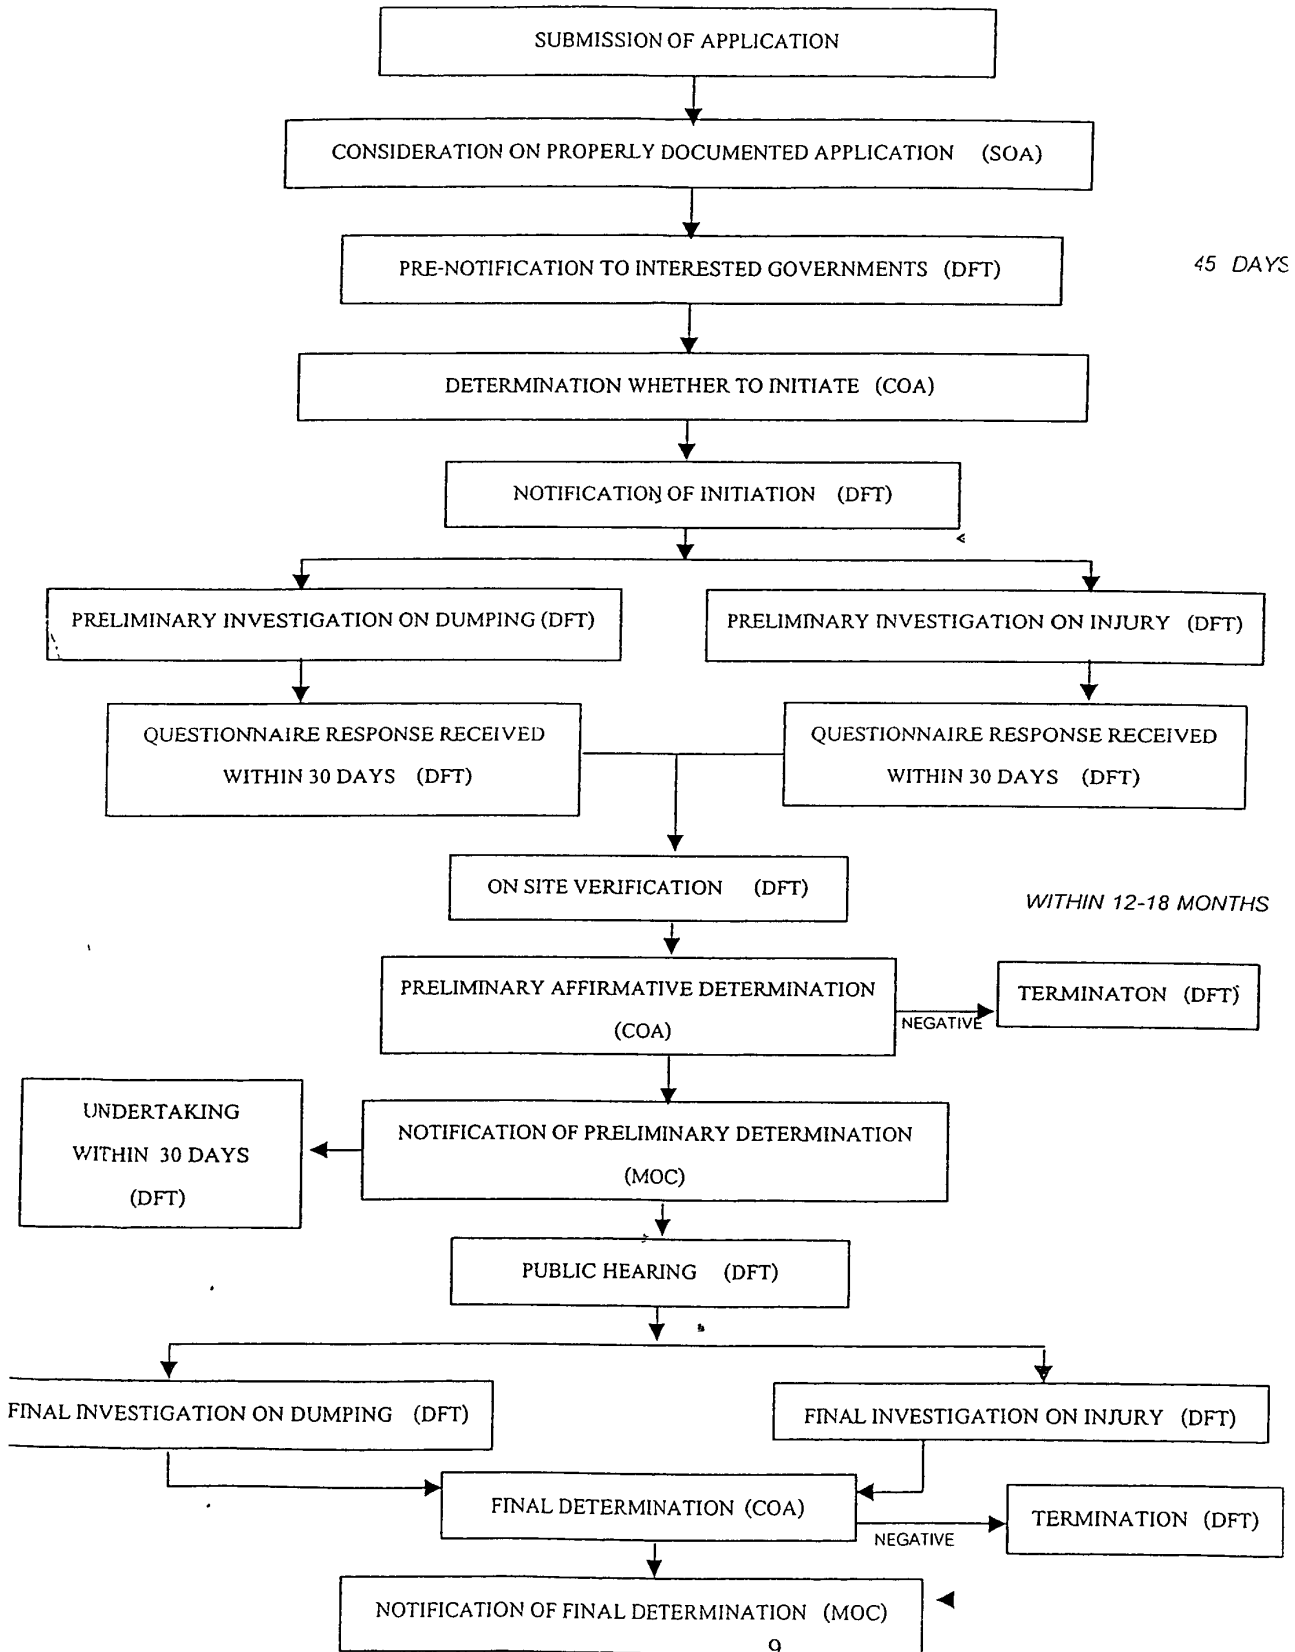 SUBMISSION OF APPLICATION
CONSIDERATION ON PROPERLY DOCUMENTED APPLICATION (SOA)
PRE-NOTIFICATION TO INTERESTED GOVERNMENTS (DFT)
45 DAYS
DETERMINATION WHETHER TO INITIATE (COA)
NOTIFICATION OF INITIATION (DFT)
PRELIMINARY INVESTIGATION ON DUMPING (DFT)
PRELIMINARY INVESTIGATION ON INJURY (DFT)
QUESTIONNAIRE RESPONSE RECEIVED
WITHIN 30 DAYS (DFT)
QUESTIONNAIRE RESPONSE RECEIVED
WITHIN 30 DAYS (DFT)
ON SITE VERIFICATION (DFT)
WITHIN 12-18 MONTHS
PRELIMINARY AFFIRMATIVE DETERMINATION
(COA)
NEGATIVE
TERMINATON (DFT)
UNDERTAKING
WITHIN 30 DAYS
(DFT)
NOTIFICATION OF PRELIMINARY DETERMINATION
(MOC)
PUBLIC HEARING (DFT)
FINAL INVESTIGATION ON DUMPING (DFT)
FINAL INVESTIGATION ON INJURY (DFT)
FINAL DETERMINATION (COA)
NEGATIVE
TERMINATION (DFT)
NOTIFICATION OF FINAL DETERMINATION (MOC)
9